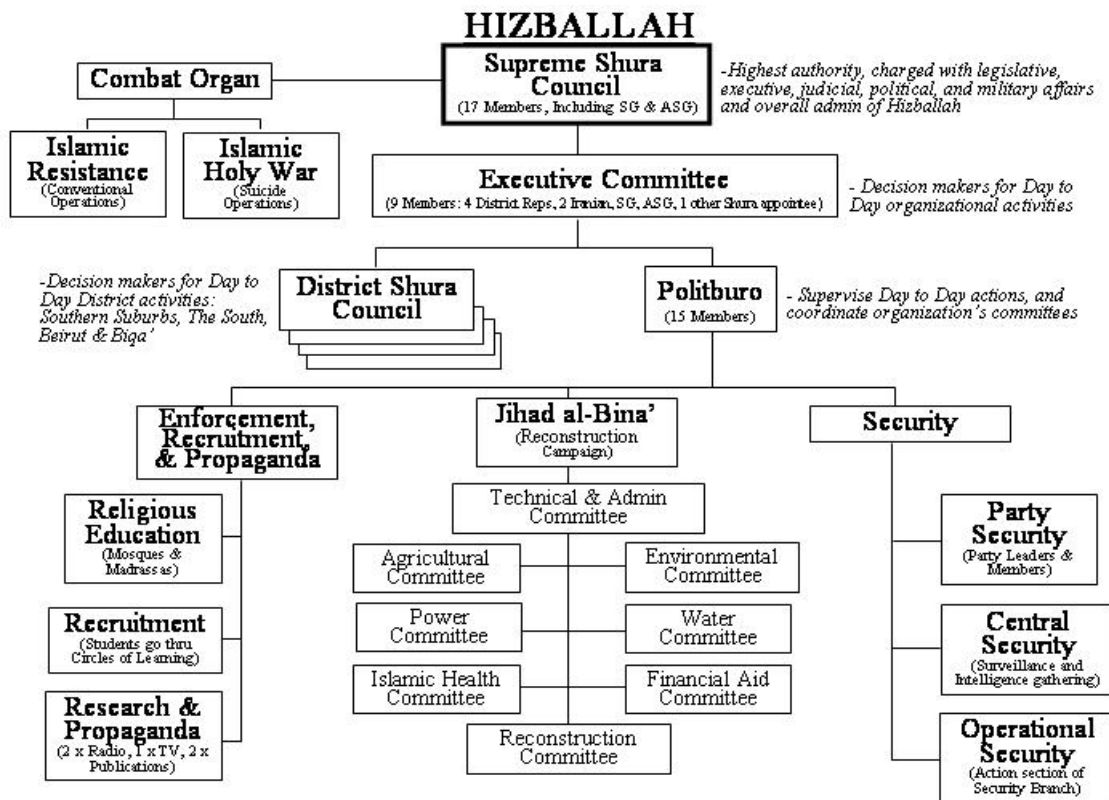 HIZBALLAH
Supreme Shura
Council
(17 Members, Including SG & ASG)
-Highest authority, charged with legislative,
executive, judicial, political, and military affairs
and overall admin of Hizballah
Combat Organ
Islamic
Resistance
(Conventional
Operations)
Islamic
Holy War
(Suicide
Operations)
Executive Committee
(9 Members: 4 District Reps, 2 Iranian, SG, ASG, 1 other Shura appointee)
- Decision makers for Day to
Day organizational activities
-Decision makers for Day to
Day District activities:
Southern Suburbs, The South,
Beirut & Biqa'
District Shura
Council
Politburo
(15 Members)
- Supervise Day to Day actions, and
coordinate organization's committees
Enforcement,
Recruitment,
& Propaganda
Religious
Education
(Mosques &
Madrassas)
Recruitment
(Students go thru
Circles of Learning)
Research &
Propaganda
(2 x Radio, 1 x TV, 2 x
Publications)
Jihad al-Bina'
(Reconstruction
Campaign)
Technical & Admin
Committee
Agricultural
Committee
Environmental
Committee
Power
Committee
Water
Committee
Islamic Health
Committee
Financial Aid
Committee
Reconstruction
Committee
Security
Party
Security
(Party Leaders &
Members)
Central
Security
(Surveillance and
Intelligence gathering)
Operational
Security
(Action section of
Security Branch)